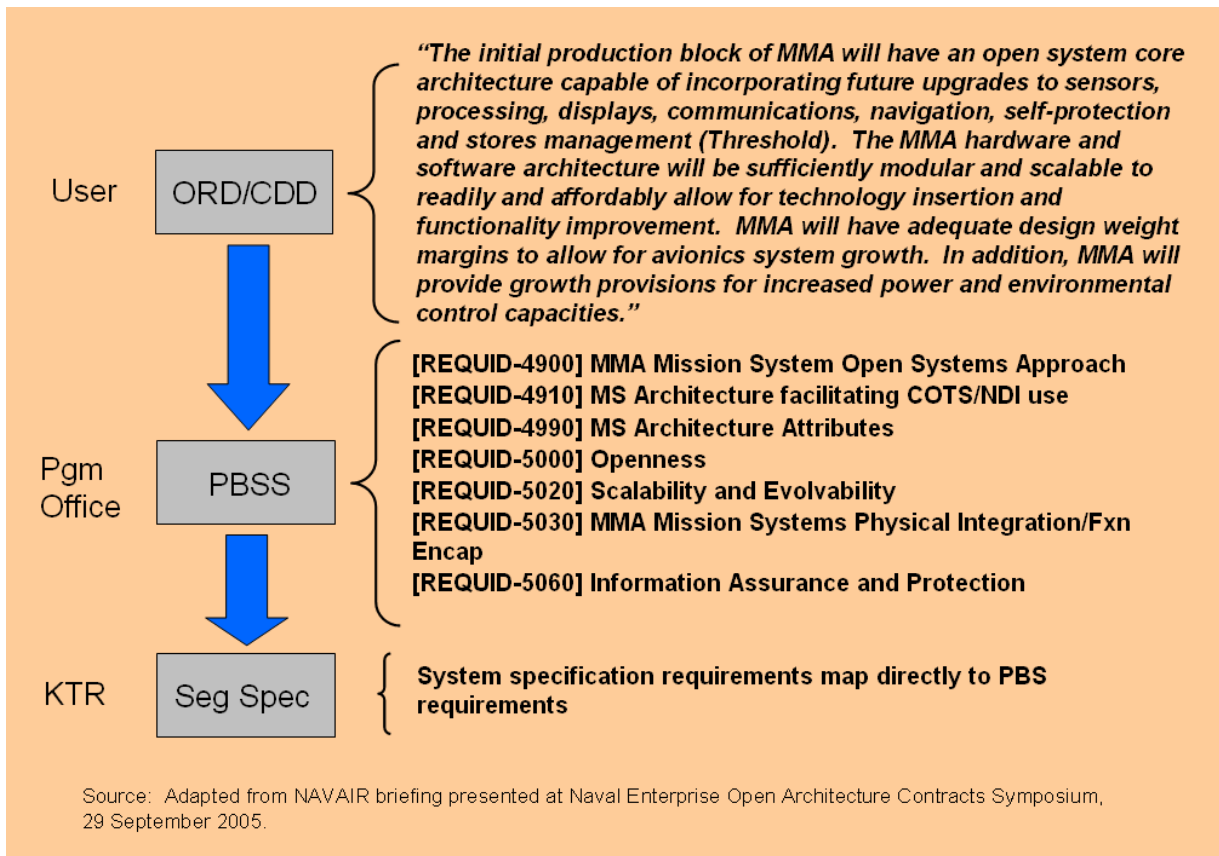 “The initial production block of MMA will have an open system core
architecture capable of incorporating future upgrades to sensors,
processing, displays, communications, navigation, self-protection
and stores management (Threshold).  The MMA hardware and
software architecture will be sufficiently modular and scalable to
readily and affordably allow for technology insertion and
functionality improvement.  MMA will have adequate design weight
margins to allow for avionics system growth.  In addition, MMA will
provide growth provisions for increased power and environmental
control capacities.”
User
ORD/CDD
[REQUID-4900] MMA Mission System Open Systems Approach
[REQUID-4910] MS Architecture facilitating COTS/NDI use
[REQUID-4990] MS Architecture Attributes
[REQUID-5000] Openness
[REQUID-5020] Scalability and Evolvability
[REQUID-5030] MMA Mission Systems Physical Integration/Fxn
Encap
[REQUID-5060] Information Assurance and Protection
Pgm
Office
PBSS
KTR
Seg Spec
System specification requirements map directly to PBS
requirements
Source:  Adapted from NAVAIR briefing presented at Naval Enterprise Open Architecture Contracts Symposium,
29 September 2005.